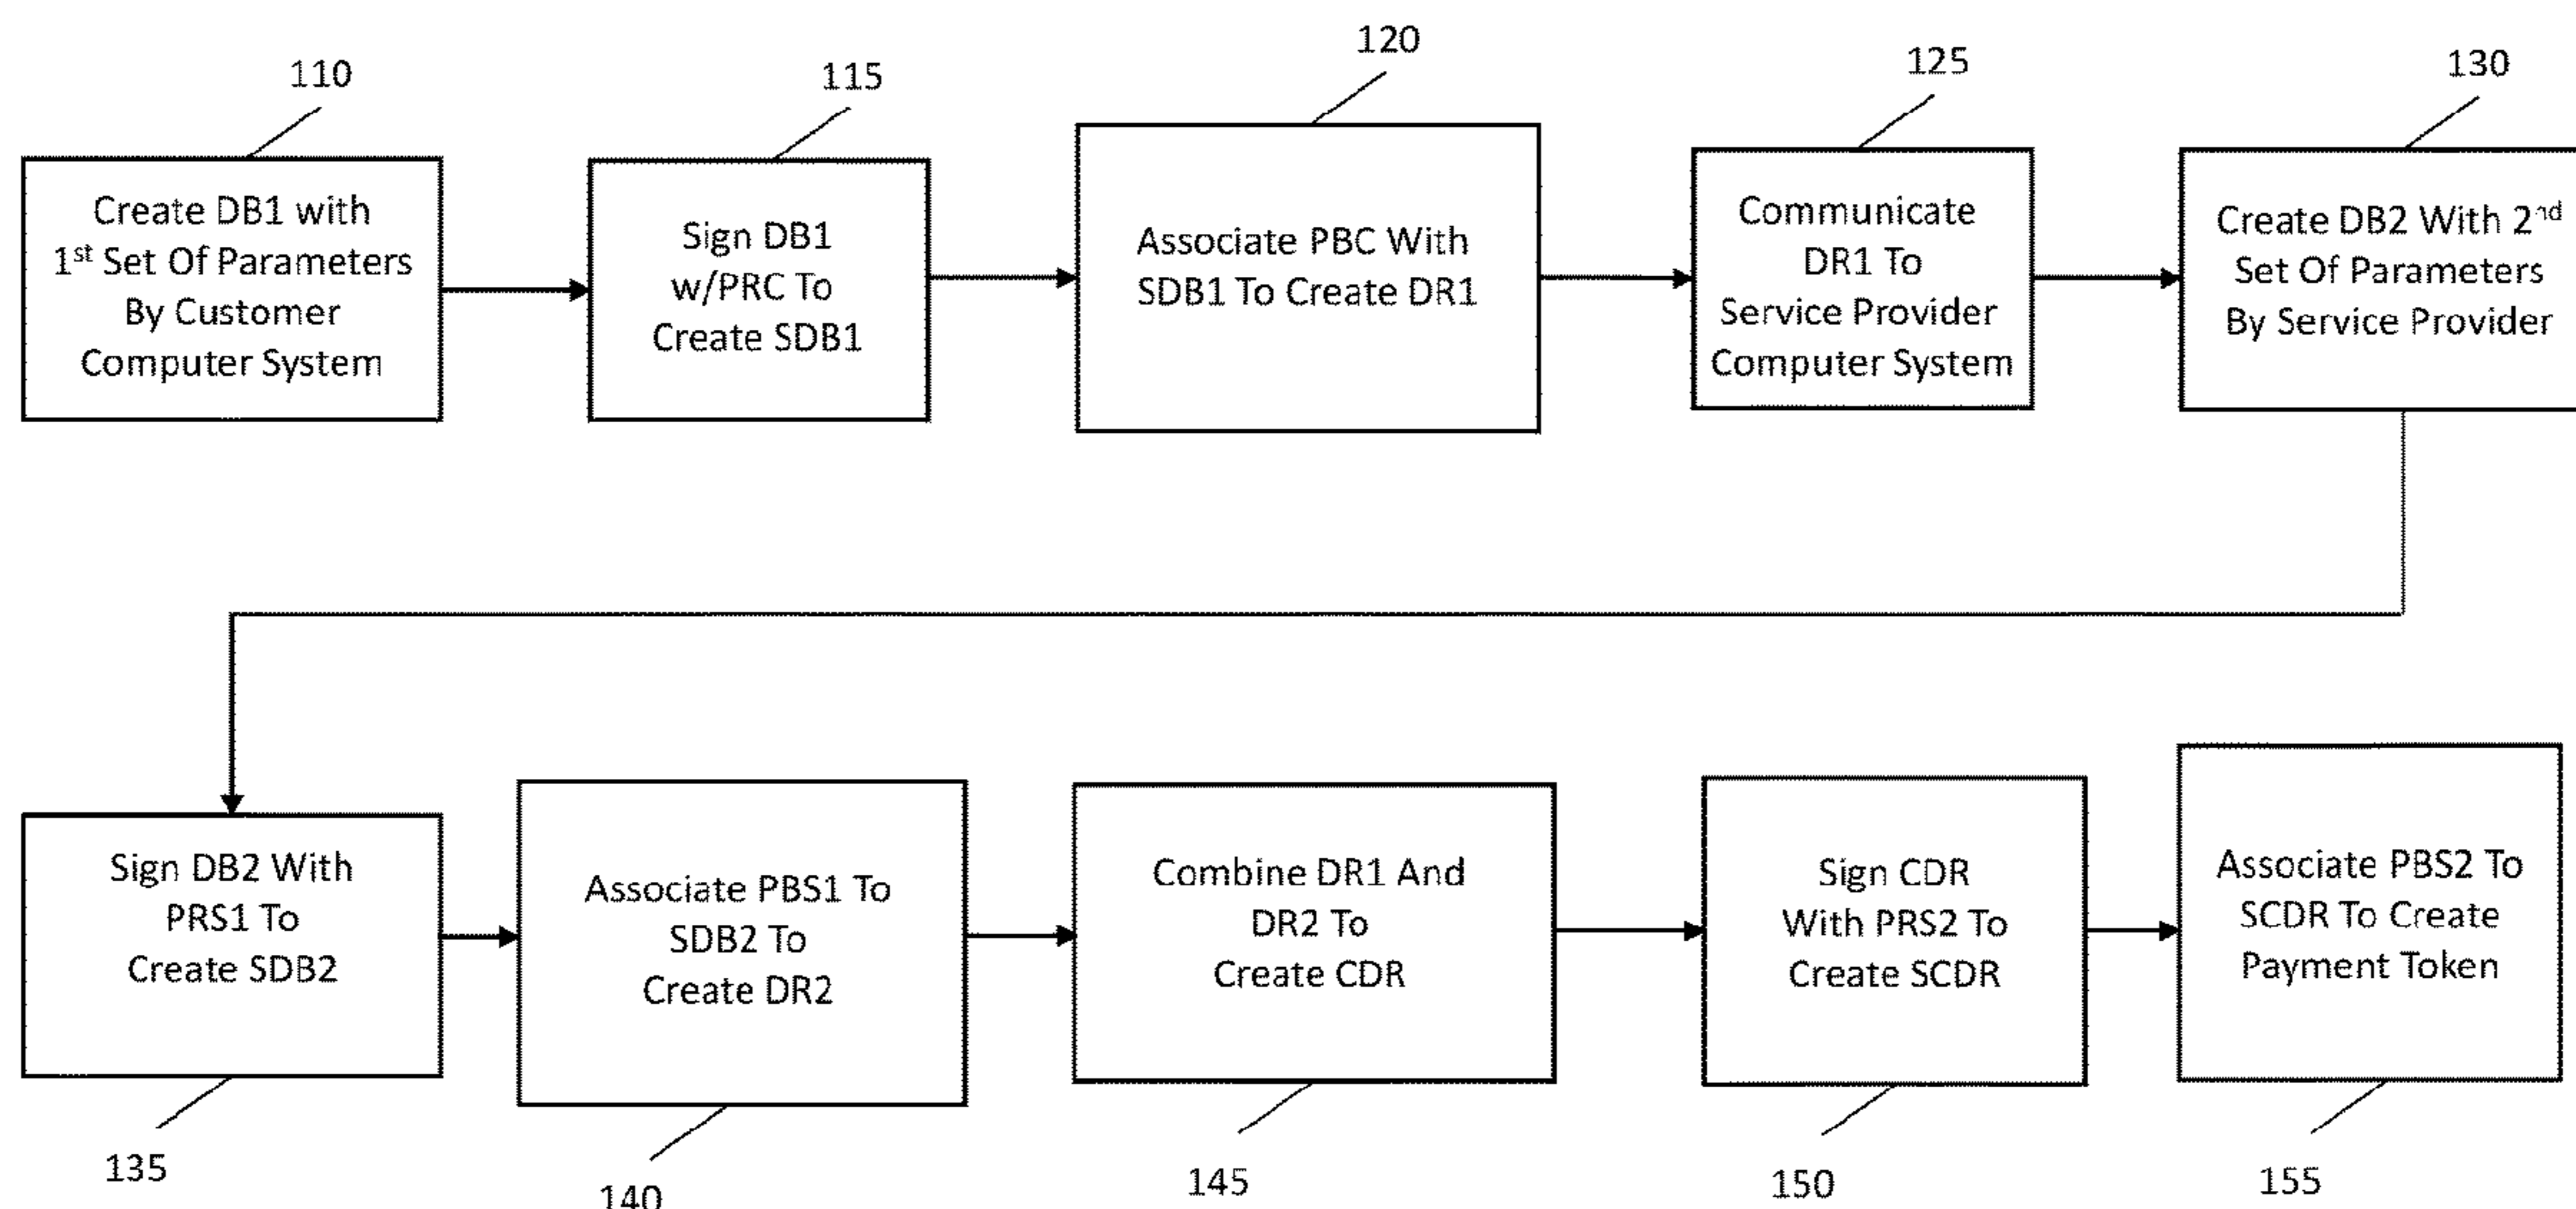 110
115
120
125
130
Create DB1 with
1st Set Of Parameters
By Customer
Computer System
Sign DB1
w/PRC To
Create SDB1
Associate PBC With
SDB1 To Create DR1
Communicate
DR1 To
Service Provider
Computer System
Create DB2 With 2nd
Set Of Parameters
By Service Provider
Sign DB2 With
PRS1 To
Create SDB2
Associate PBS1 To
SDB2 To
Create DR2
Combine DR1 And
DR2 To
Create CDR
Sign CDR
With PRS2 To
Create SCDR
Associate PBS2 To
SCDR To Create
Payment Token
135
140
145
150
155